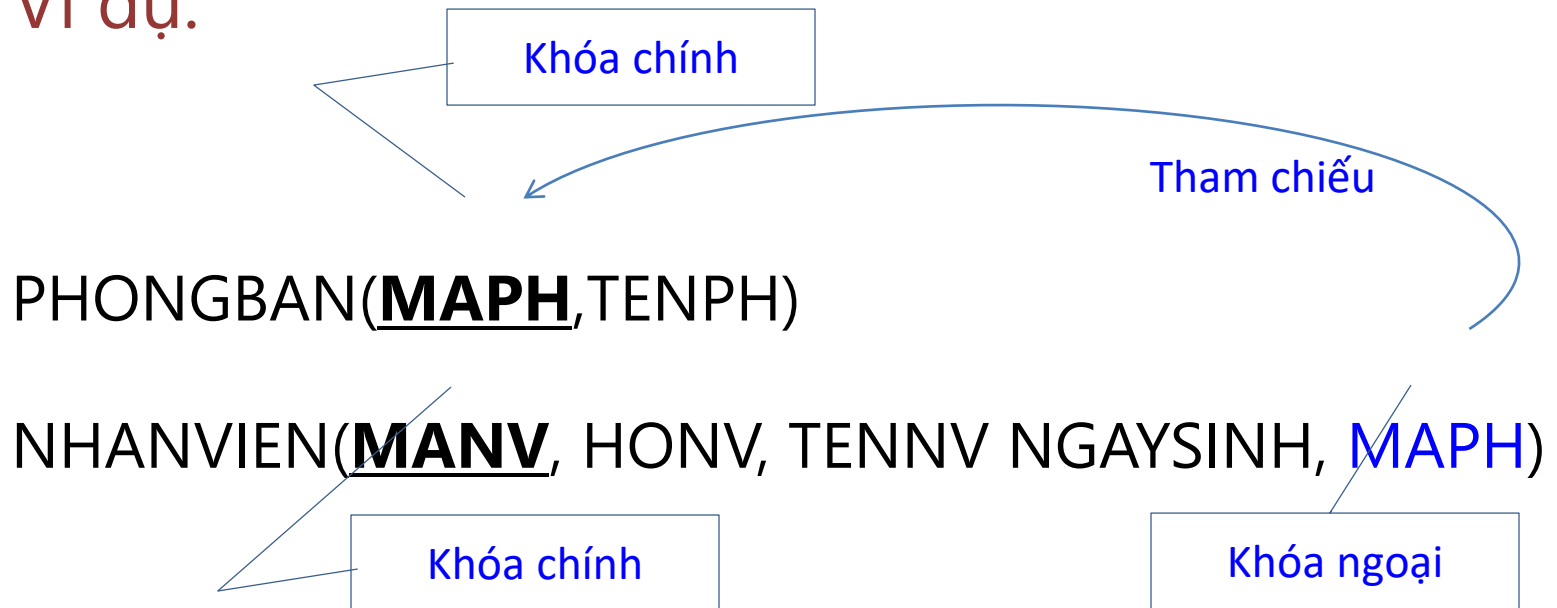 Ví dụ:
Khóa chính
Tham chiếu
PHONGBAN(MAPH,TENPH)
NHANVIEN(MANV, HONV, TENNV NGAYSINH, MAPH)
Khóa chính
Khóa ngoại